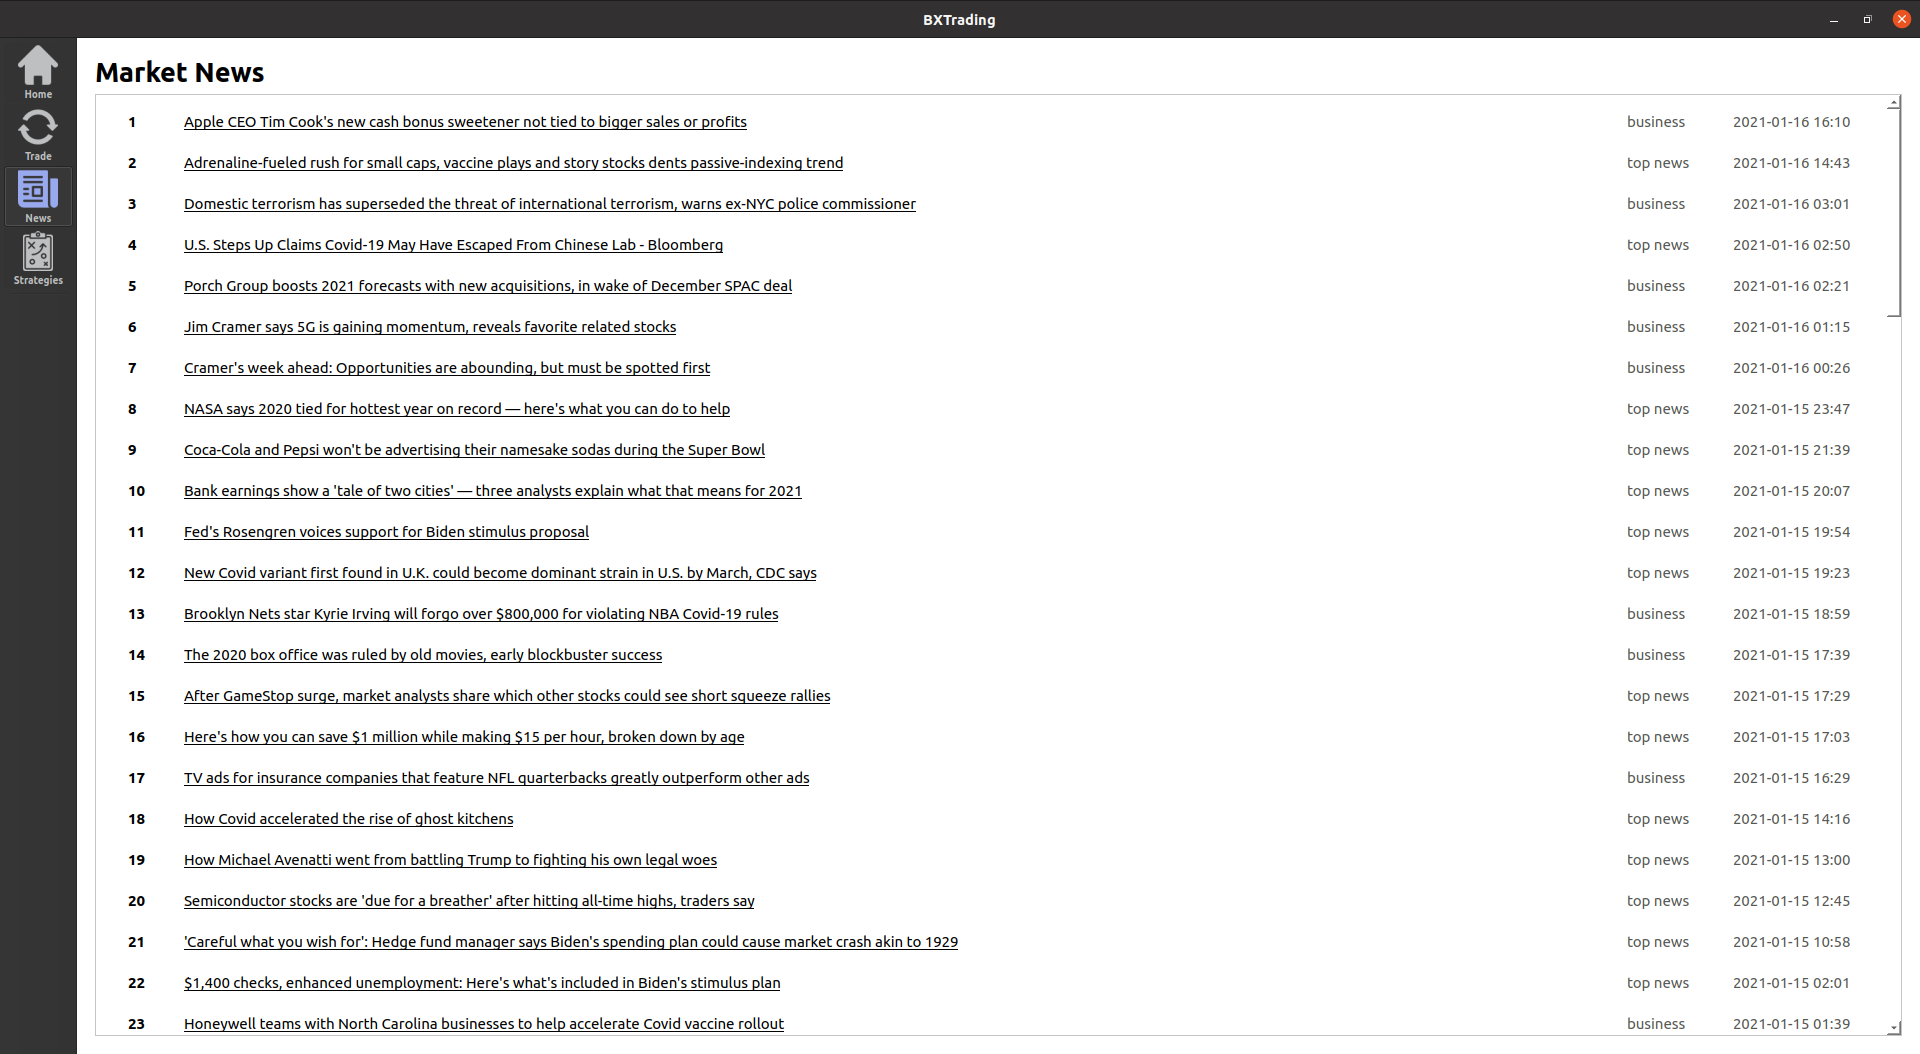 BXTrading
Home
Trade
News
Strategies
Market News
1 Apple CEO Tim Cook's new cash bonus sweetener not tied to bigger sales or profits business 2021-01-16 16:10
2 Adrenaline-fueled rush for small caps, vaccine plays and story stocks dents passive-indexing trend top news 2021-01-16 14:43
3 Domestic terrorism has superseded the threat of international terrorism, warns ex-NYC police commissioner business 2021-01-16 03:01
4 U.S. Steps Up Claims Covid-19 May Have Escaped From Chinese Lab - Bloomberg top news 2021-01-16 02:50
5 Porch Group boosts 2021 forecasts with new acquisitions, in wake of December SPAC deal business 2021-01-16 02:21
6 Jim Cramer says 5G is gaining momentum, reveals favorite related stocks business 2021-01-16 01:15
7 Cramer's week ahead: Opportunities are abounding, but must be spotted first business 2021-01-16 00:26
8 NASA says 2020 tied for hottest year on record — here's what you can do to help top news 2021-01-15 23:47
9 Coca-Cola and Pepsi won't be advertising their namesake sodas during the Super Bowl top news 2021-01-15 21:39
10 Bank earnings show a 'tale of two cities' — three analysts explain what that means for 2021 top news 2021-01-15 20:07
11 Fed's Rosengren voices support for Biden stimulus proposal top news 2021-01-15 19:54
12 New Covid variant first found in U.K. could become dominant strain in U.S. by March, CDC says top news 2021-01-15 19:23
13 Brooklyn Nets star Kyrie Irving will forgo over $800,000 for violating NBA Covid-19 rules business 2021-01-15 18:59
14 The 2020 box office was ruled by old movies, early blockbuster success business 2021-01-15 17:39
15 After GameStop surge, market analysts share which other stocks could see short squeeze rallies top news 2021-01-15 17:29
16 Here's how you can save $1 million while making $15 per hour, broken down by age top news 2021-01-15 17:03
17 TV ads for insurance companies that feature NFL quarterbacks greatly outperform other ads business 2021-01-15 16:29
18 How Covid accelerated the rise of ghost kitchens top news 2021-01-15 14:16
19 How Michael Avenatti went from battling Trump to fighting his own legal woes top news 2021-01-15 13:00
20 Semiconductor stocks are 'due for a breather' after hitting all-time highs, traders say top news 2021-01-15 12:45
21 'Careful what you wish for': Hedge fund manager says Biden's spending plan could cause market crash akin to 1929 top news 2021-01-15 10:58
22 $1,400 checks, enhanced unemployment: Here's what's included in Biden's stimulus plan top news 2021-01-15 02:01
23 Honeywell teams with North Carolina businesses to help accelerate Covid vaccine rollout business 2021-01-15 01:39